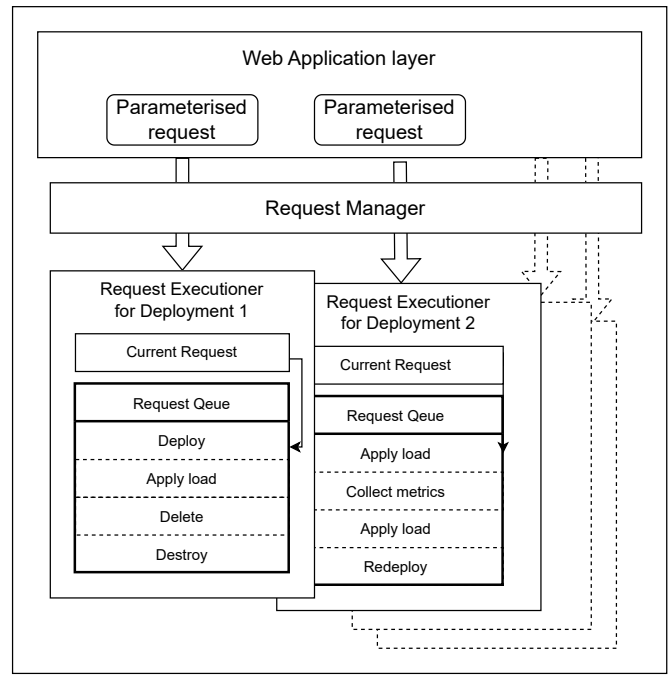 Web Application layer
Parameterised
request
Parameterised
request
Request Manager
Request Executioner
for Deployment 1
Current Request
Request Qeue
Deploy
Apply load
Delete
Destroy
Request Executioner
for Deployment 2
Current Request
Request Qeue
Apply load
Collect metrics
Apply load
Redeploy